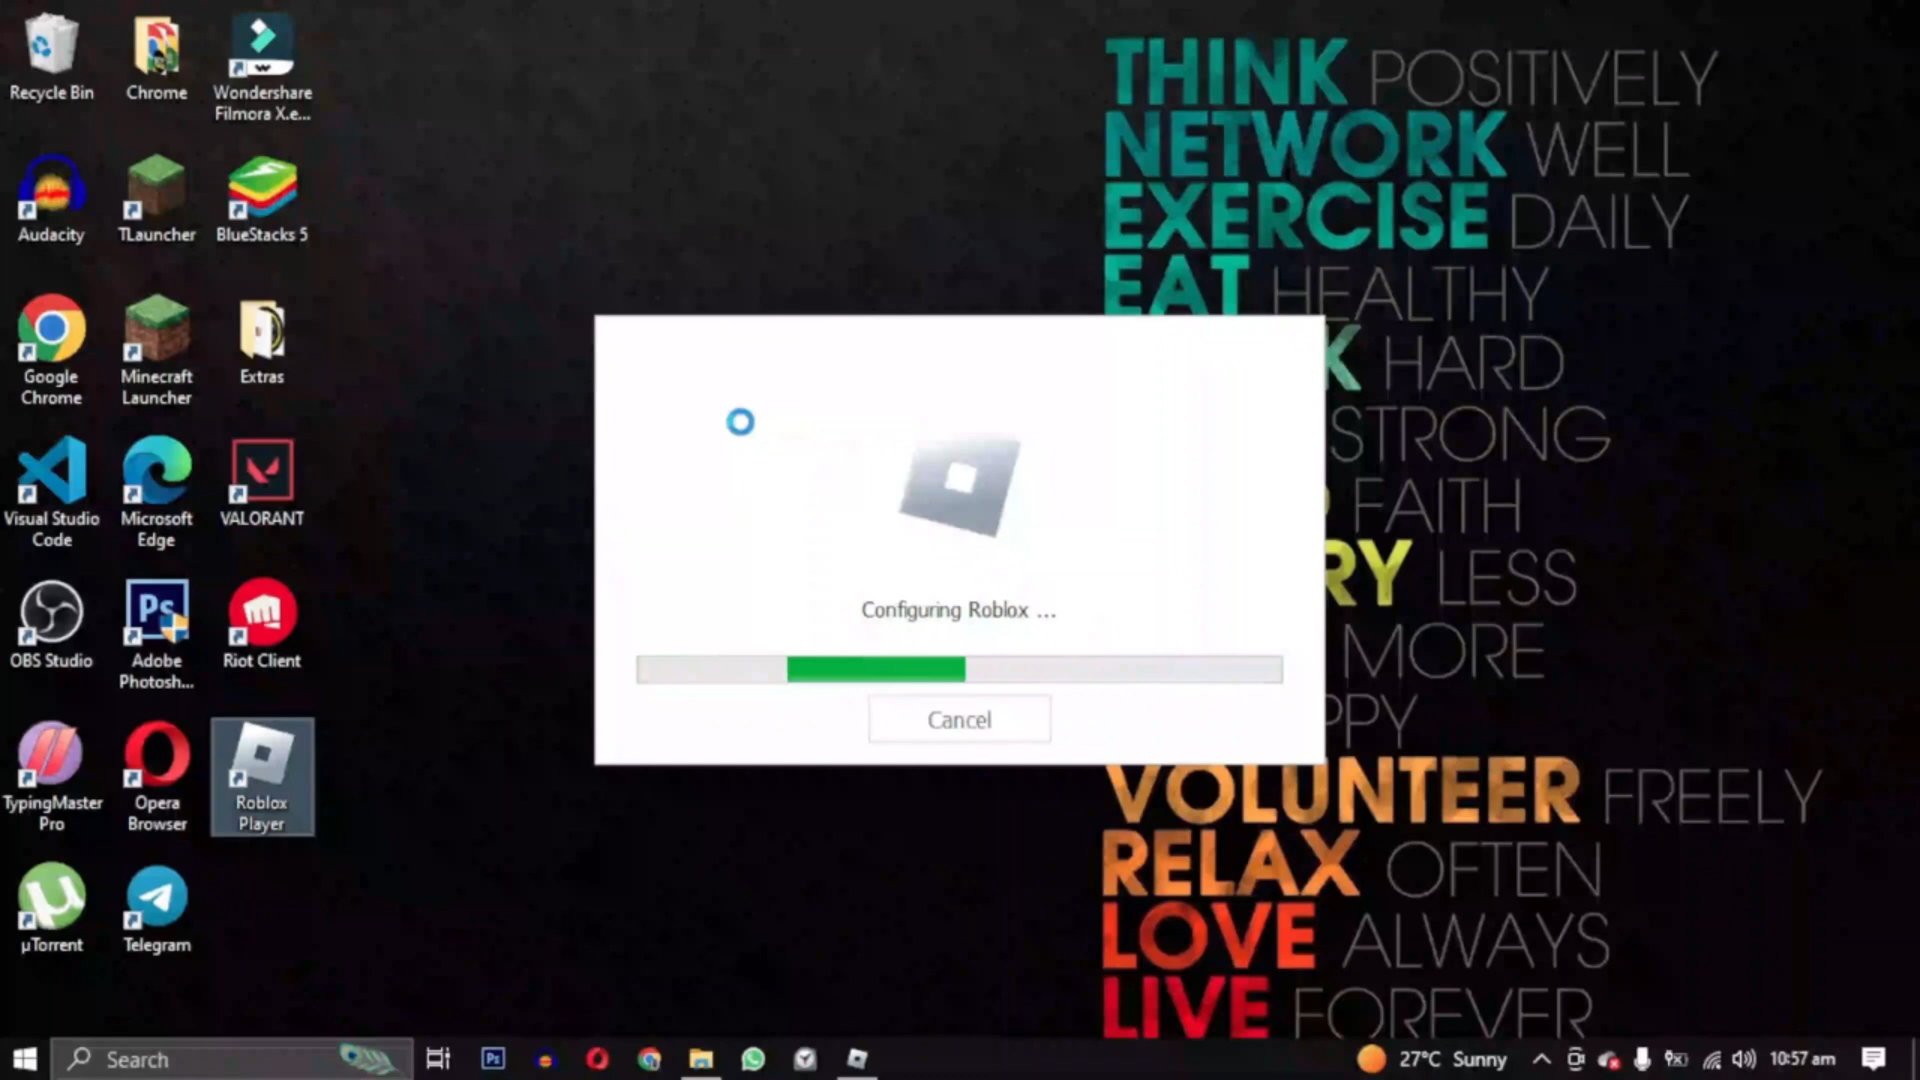 Recycle Bin
Chrome
Wondershare
Filmora X.e...
Audacity
TLauncher
BlueStacks 5
Google
Chrome
Minecraft
Launcher
Extras
Visual Studio
Code
Microsoft
Edge
VALORANT
OBS Studio
Ps
Adobe
Photosh...
Riot Client
TypingMaster
Pro
Opera
Browser
Roblox
Player
µTorrent
Telegram
THINK POSITIVELY
NETWORK WELL
EXERCISE DAILY
EAT HEALTHY
K HARD
STRONG
FAITH
RY LESS
MORE
PPY
VOLUNTEER FREELY
RELAX OFTEN
LOVE ALWAYS
LIVE FOREVER
Configuring Roblox ...
Cancel
Search
Ps
27°C Sunny
10:57 am